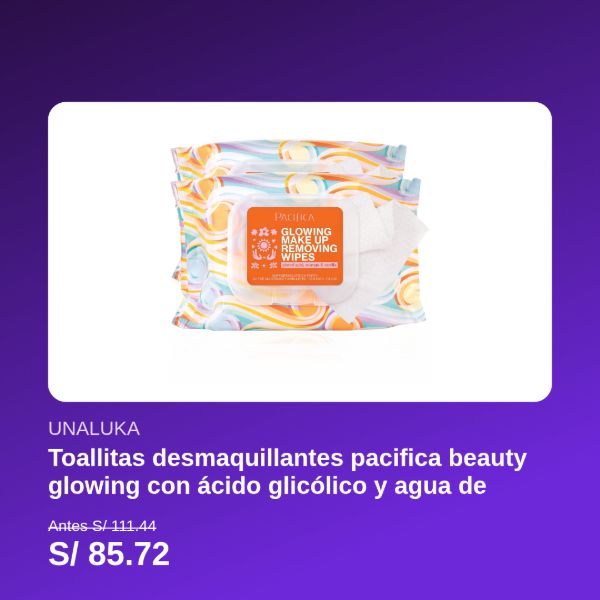 PACIFICA
GLOWING
MAKE UP
REMOVING
WIPES
UNALUKA
Toallitas desmaquillantes pacifica beauty
glowing con ácido glicólico y agua de
Antes S/ 111.44
S/ 85.72